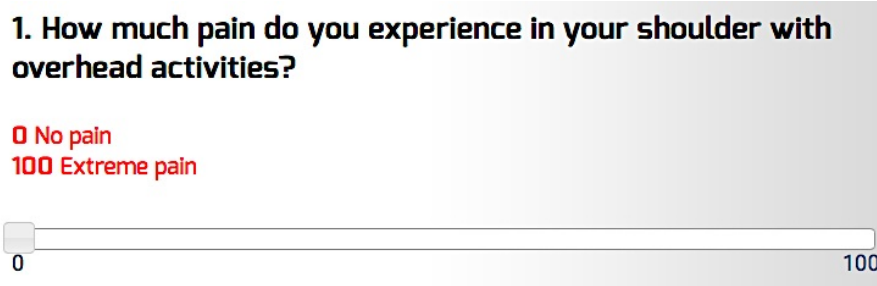 1. How much pain do you experience in your shoulder with
overhead activities?
0 No pain
100 Extreme pain
0 100